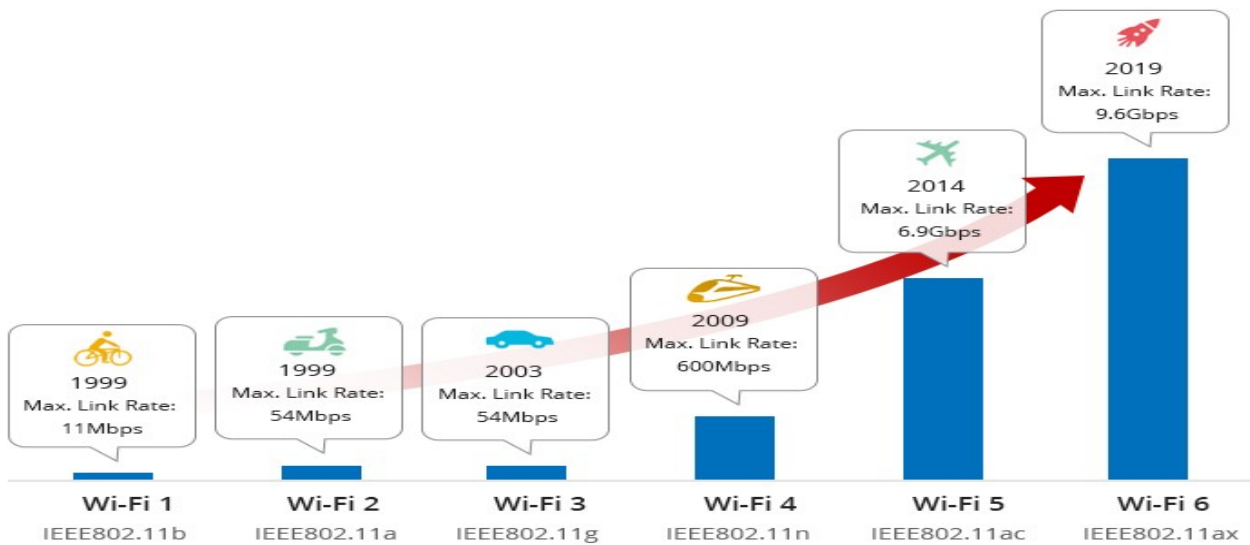 2019
Max. Link Rate:
9.6Gbps
2014
Max. Link Rate:
6.9Gbps
2009
Max. Link Rate:
600Mbps
1999
Max. Link Rate:
11Mbps
1999
Max. Link Rate:
54Mbps
2003
Max. Link Rate:
54Mbps
Wi-Fi 1 Wi-Fi 2 Wi-Fi 3 Wi-Fi 4 Wi-Fi 5 Wi-Fi 6
IEEE802.11b IEEE802.11a IEEE802.11g IEEE802.11n IEEE802.11ac IEEE802.11ax